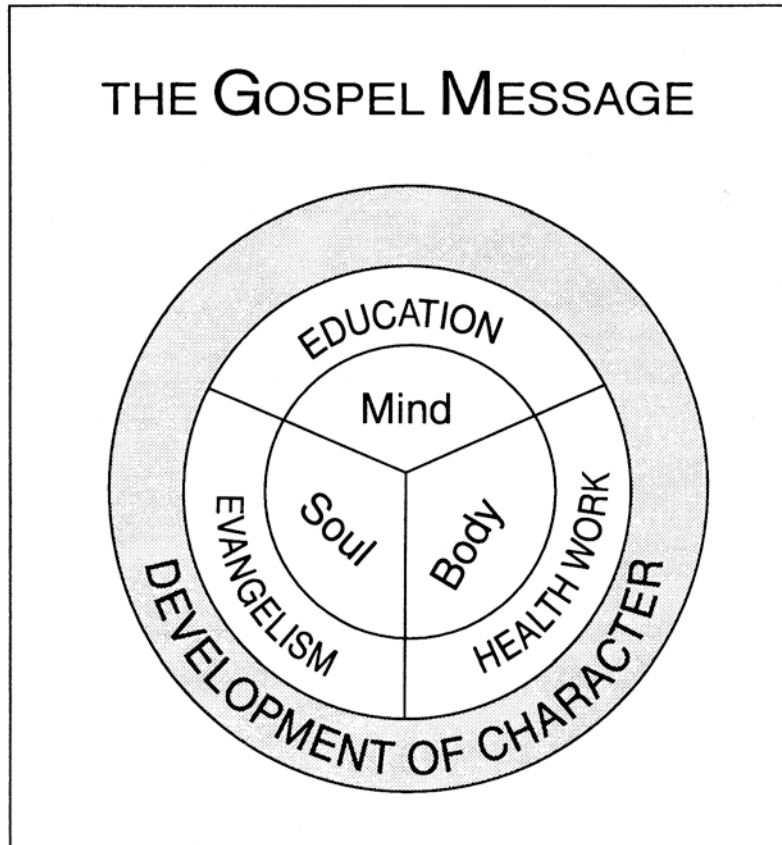 THE GOSPEL MESSAGE
EDUCATION
Mind
Soul
Body
EVANGELISM
HEALTH WORK
DEVELOPMENT OF CHARACTER